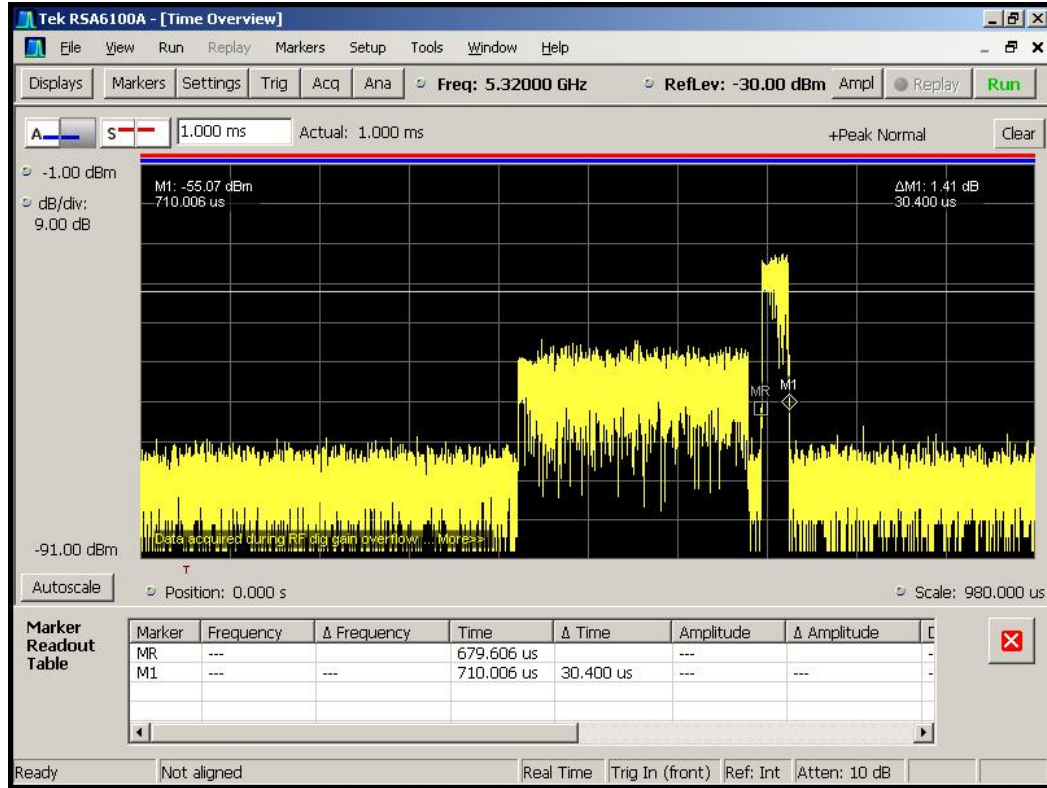 Tek RSA6100A - [Time Overview]
File View Run Replay Markers Setup Tools Window Help
Displays Markers Settings Trig Acq Ana Freq: 5.32000 GHz RefLev: -30.00 dBm Ampl Replay Run
A S 1.000 ms Actual: 1.000 ms +Peak Normal Clear
-1.00 dBm
dB/div:
9.00 dB
M1: -55.07 dBm
710.006 us
ΔM1: 1.41 dB
30.400 us
MR M1
Data acquired during RF dig gain overflow ... More>>
-91.00 dBm
T
Autoscale Position: 0.000 s Scale: 980.000 us
Marker
Readout
Table
Marker Frequency Δ Frequency Time Δ Time Amplitude Δ Amplitude
MR --- 679.606 us ---
M1 --- --- 710.006 us 30.400 us --- ---
Ready Not aligned Real Time Trig In (front) Ref: Int Atten: 10 dB